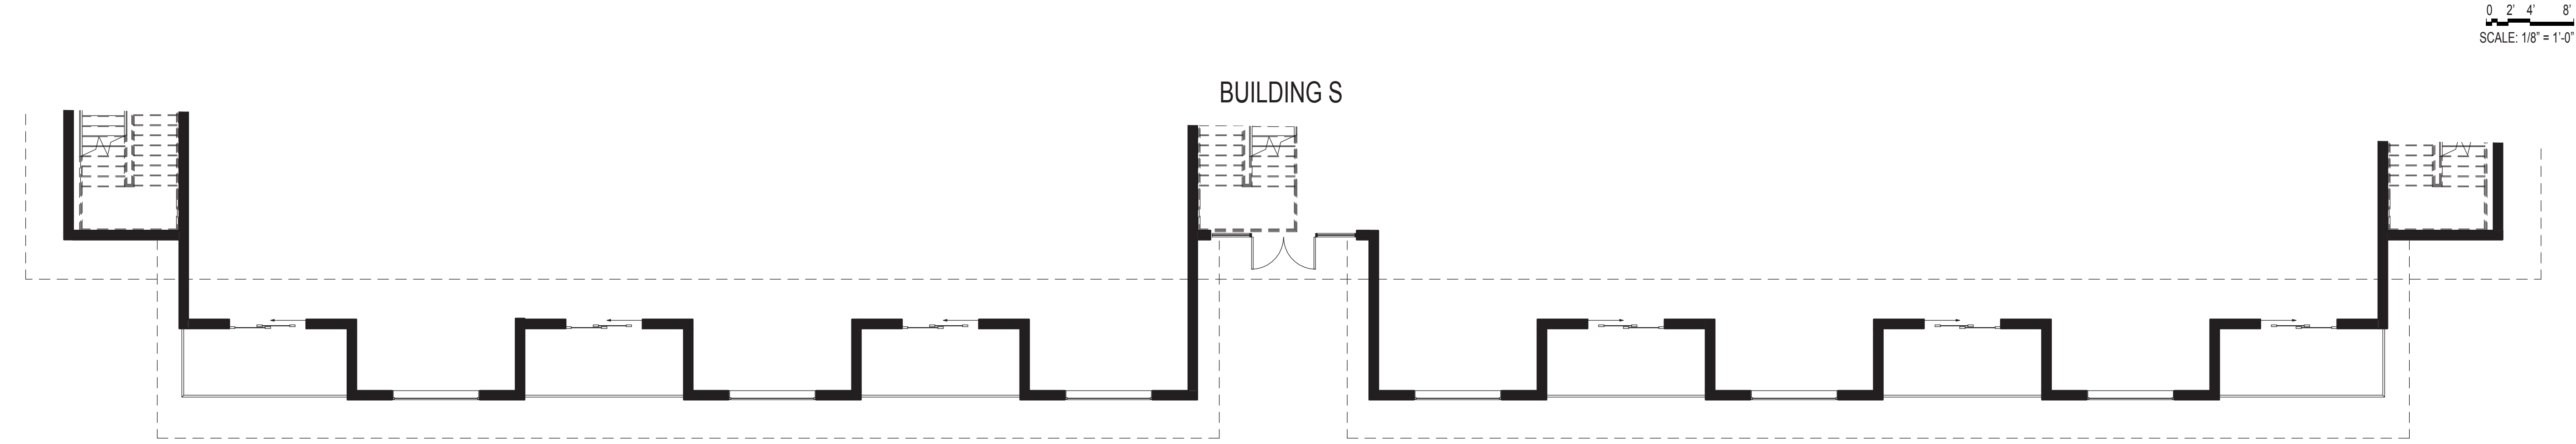 0 2' 4' 8'
SCALE: 1/8” = 1'-0”
BUILDING S